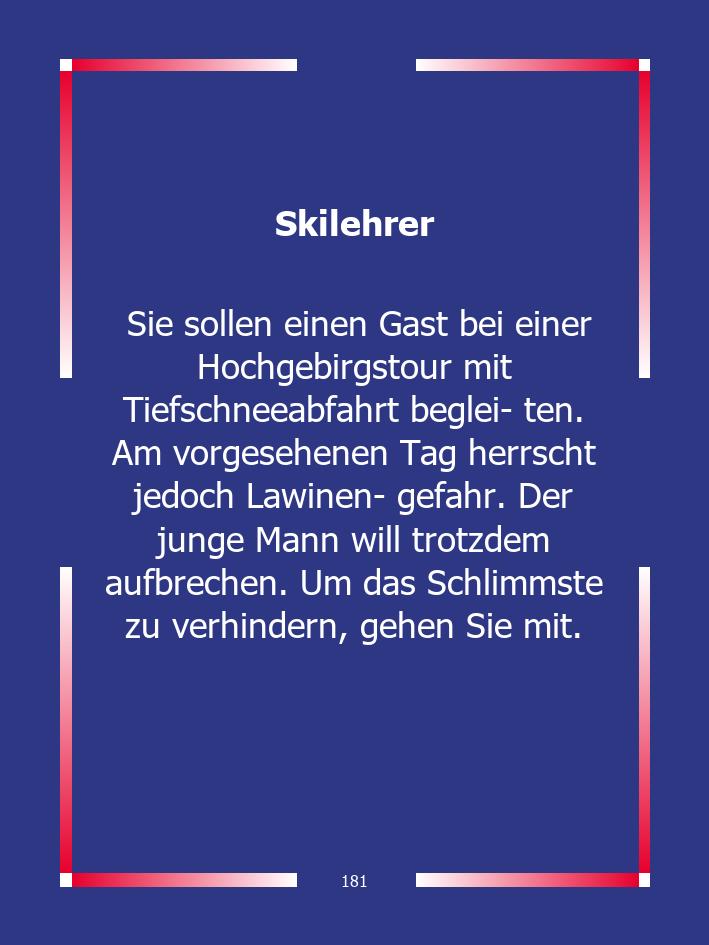 Skilehrer
Sie sollen einen Gast bei einer
Hochgebirgstour mit
Tiefschneeabfahrt beglei- ten.
Am vorgesehenen Tag herrscht
jedoch Lawinen- gefahr. Der
junge Mann will trotzdem
aufbrechen. Um das Schlimmste
zu verhindern, gehen Sie mit.
181